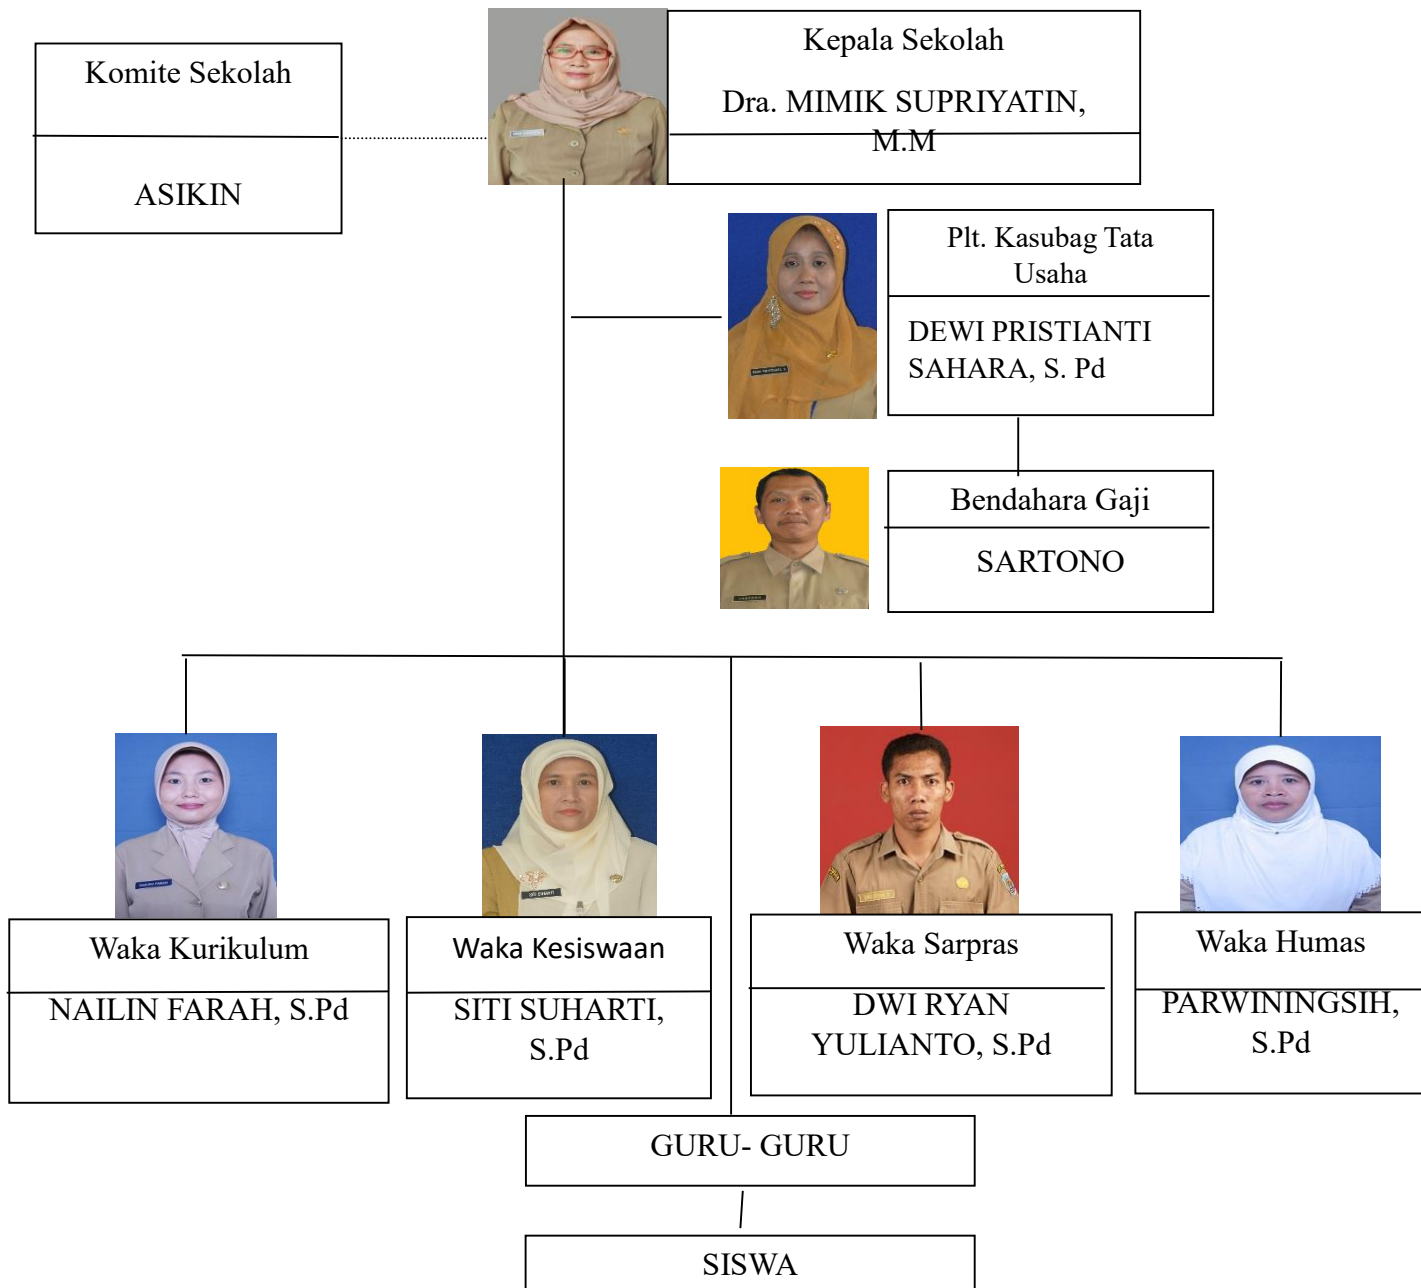 Komite Sekolah
ASIKIN
Kepala Sekolah
Dra. MIMIK SUPRIYATIN,
M.M
Plt. Kasubag Tata
Usaha
DEWI PRISTIANTI
SAHARA, S. Pd
Bendahara Gaji
SARTONO
Waka Kurikulum
NAILIN FARAH, S.Pd
Waka Kesiswaan
SITI SUHARTI,
S.Pd
Waka Sarpras
DWI RYAN
YULIANTO, S.Pd
Waka Humas
PARWININGSIH,
S.Pd
GURU- GURU
SISWA